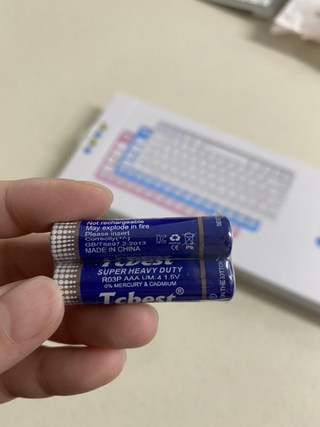 Not rechargeable
May explode in fire
Please insert
Correctly(+/-)
GB/T8897.2-2013
MADE IN CHINA
Tcbest
SUPER HEAVY DUTY
R03P AAA UM-4 1.5V
0% MERCURY & CADMIUM
Tcbest®